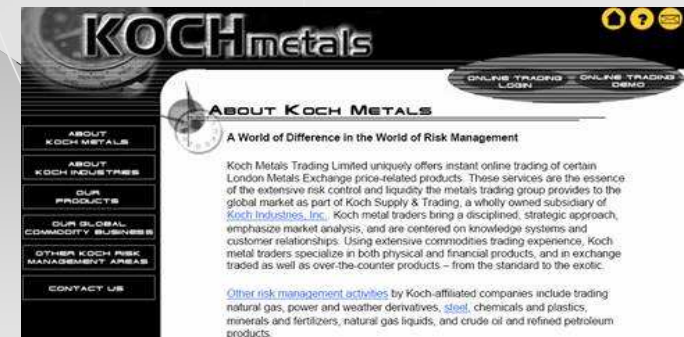 KOCHmetals
ONLINE TRADING LOGIN
ONLINE TRADING DEMO
ABOUT KOCH METALS
ABOUT
KOCH METALS
ABOUT
KOCH INDUSTRIES
OUR
PRODUCTS
OUR GLOBAL
COMMODITY BUSINESS
OTHER KOCH RISK
MANAGEMENT AREAS
CONTACT US
A World of Difference in the World of Risk Management
Koch Metals Trading Limited uniquely offers instant online trading of certain
London Metals Exchange price-related products. These services are the essence
of the extensive risk control and liquidity the metals trading group provides to the
global market as part of Koch Supply & Trading, a wholly owned subsidiary of
Koch Industries, Inc.. Koch metal traders bring a disciplined, strategic approach,
emphasize market analysis, and are centered on knowledge systems and
customer relationships. Using extensive commodities trading experience, Koch
metal traders specialize in both physical and financial products, and in exchange
traded as well as over-the-counter products – from the standard to the exotic.
Other risk management activities by Koch-affiliated companies include trading
natural gas, power and weather derivatives, steel, chemicals and plastics,
minerals and fertilizers, natural gas liquids, and crude oil and refined petroleum
products.